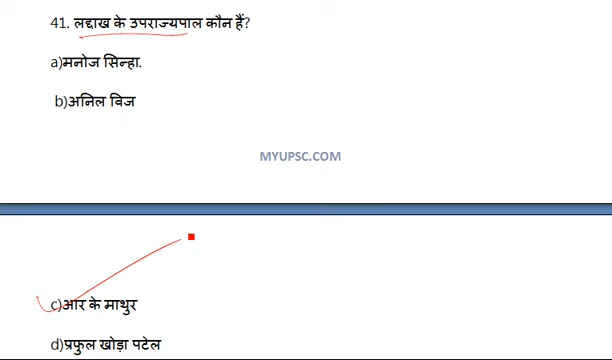 41. लद्दाख के उपराज्यपाल कौन हैं?
a)मनोज सिन्हा.
b)अनिल विज
MYUPSC.COM
c)आर के माथुर
d)प्रफुल खोड़ा पटेल